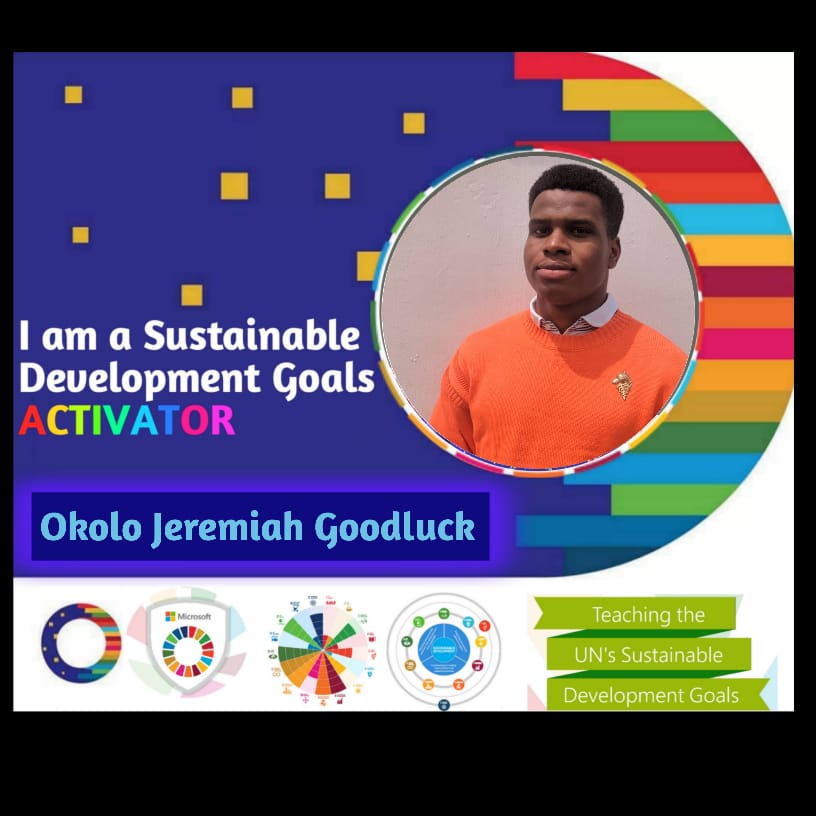 I am a Sustainable
Development Goals
ACTIVATOR
Okolo Jeremiah Goodluck
Microsoft
Teaching the
UN's Sustainable
Development Goals